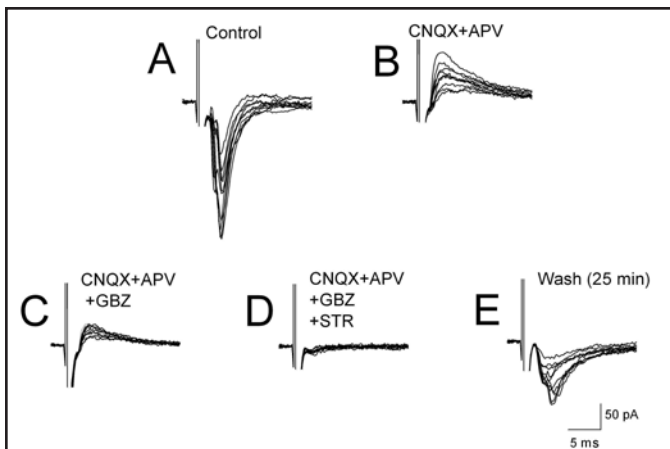 A
Control
B
CNQX+APV
C
CNQX+APV
+GBZ
D
CNQX+APV
+GBZ
+STR
E
Wash (25 min)
50 pA
5 ms